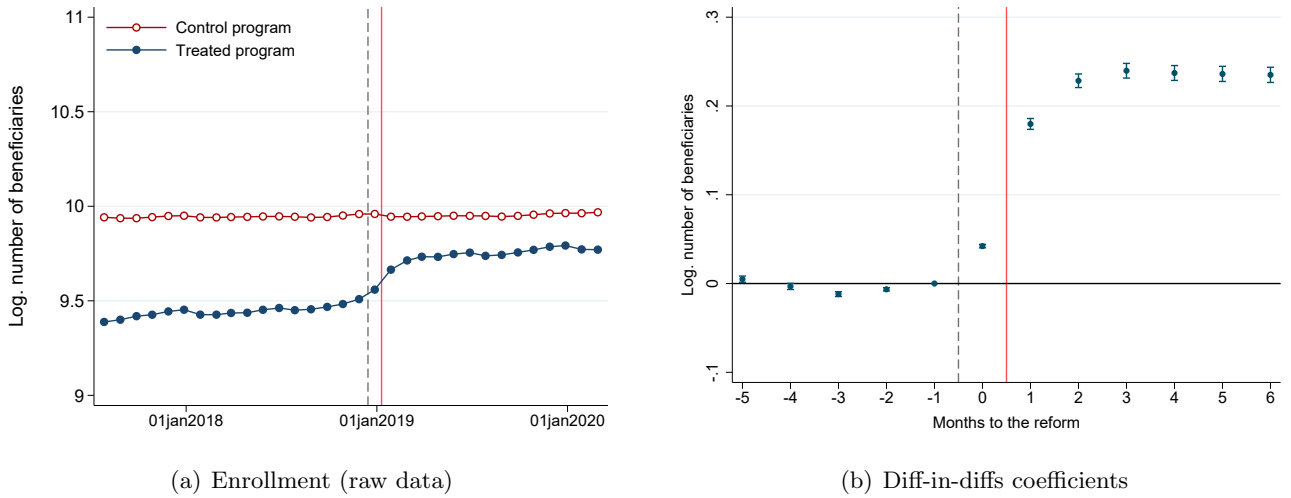 Log. number of beneficiaries
11
10.5
10
9.5
9
Control program
Treated program
01jan2018
01jan2019
01jan2020
(a) Enrollment (raw data)
Log. number of beneficiaries
.3
.2
.1
0
-.1
-5 -4 -3 -2 -1 0 1 2 3 4 5 6
Months to the reform
(b) Diff-in-diffs coefficients